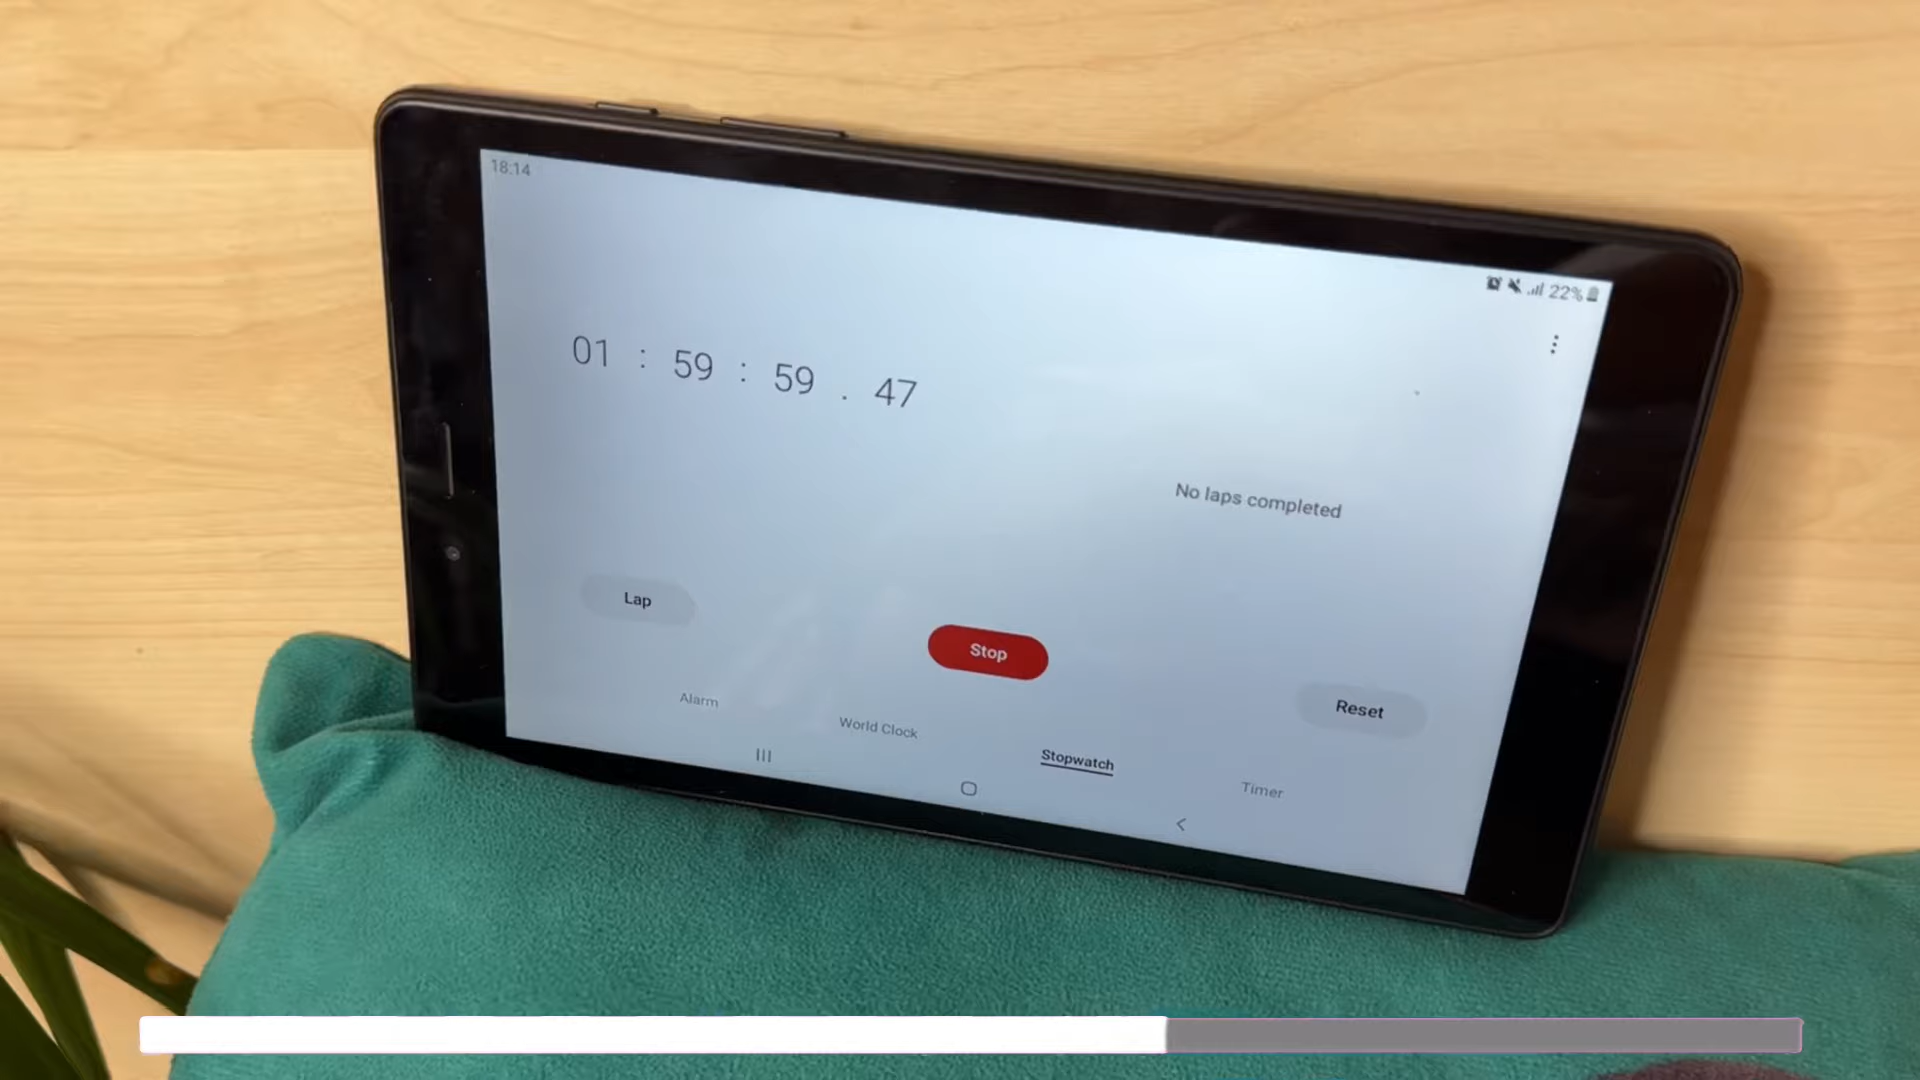 18:14
22%
01 : 59 : 59 . 47
No laps completed
Lap
Stop
Reset
Alarm
World Clock
Stopwatch
Timer